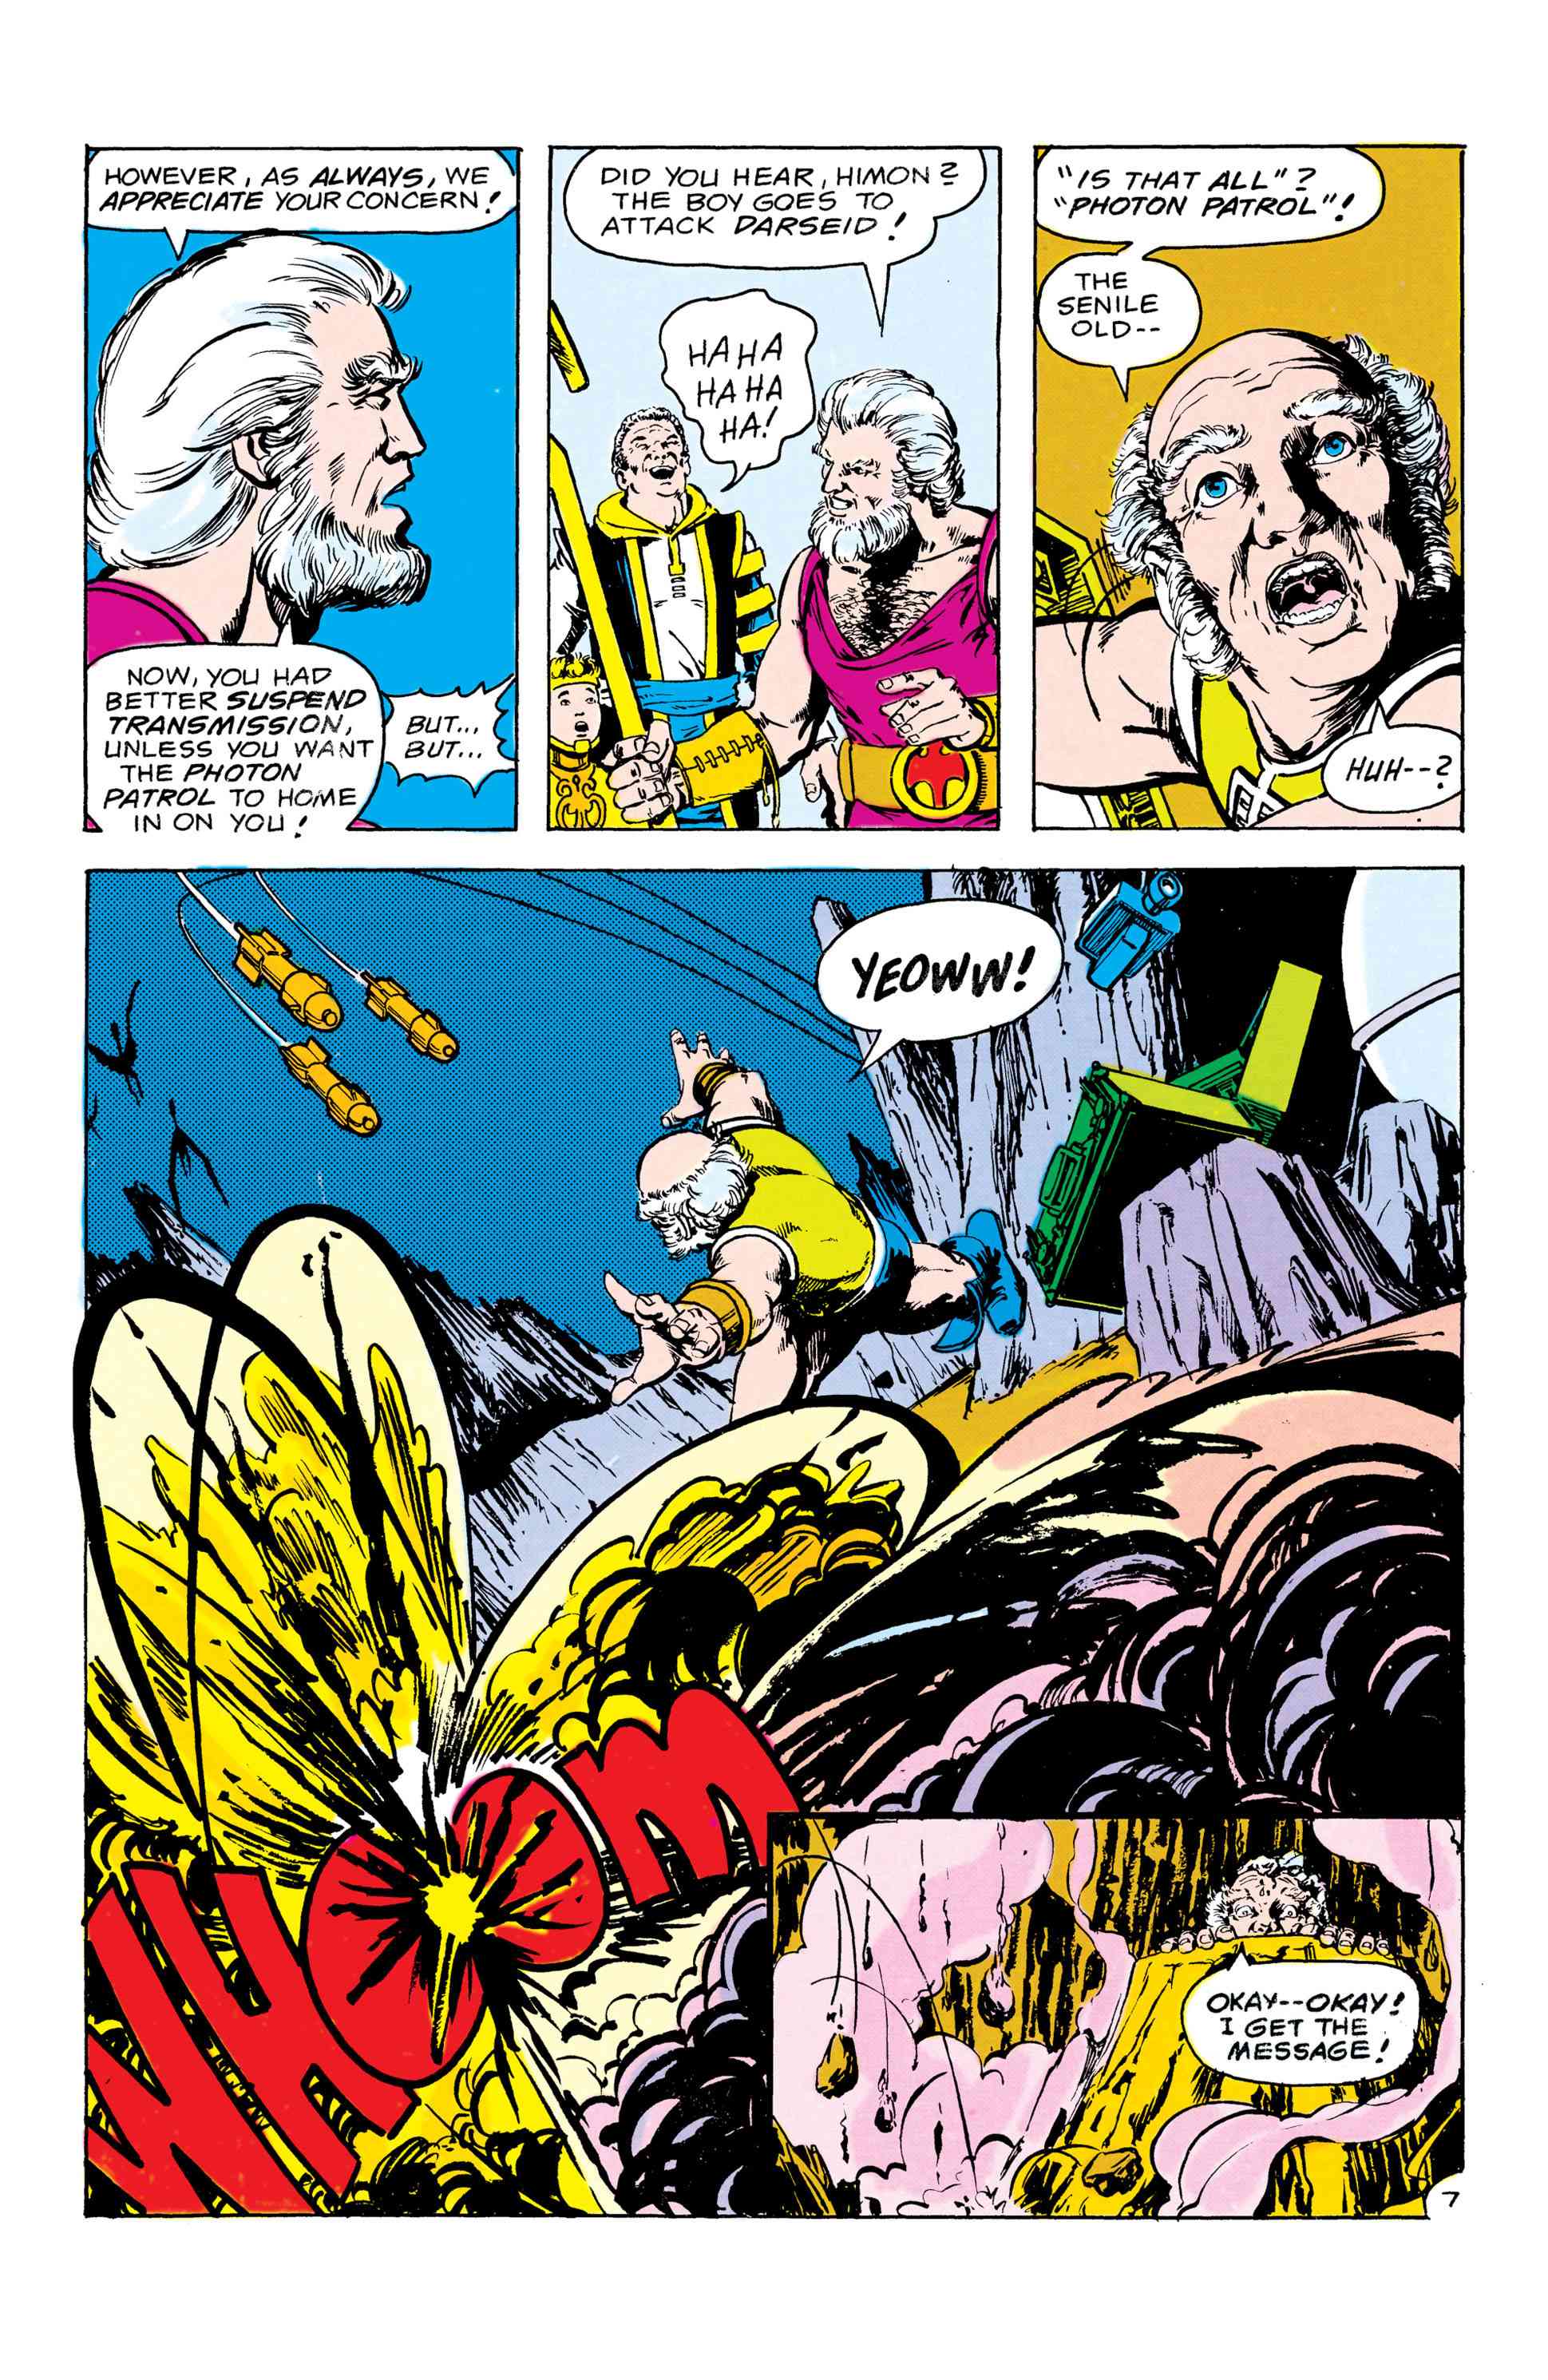 HOWEVER, AS ALWAYS, WE
APPRECIATE YOUR CONCERN!
NOW, YOU HAD
BETTER SUSPEND
TRANSMISSION,
UNLESS YOU WANT
THE PHOTON
PATROL TO HOME
IN ON YOU!
BUT...
BUT...
DID YOU HEAR, HIMON?
THE BOY GOES TO
ATTACK DARSEID!
HA HA
HA HA
HA!
"IS THAT ALL"?
"PHOTON PATROL"!
THE
SENILE
OLD--
HUH--?
YEOWW!
WHOOM
OKAY--OKAY!
I GET THE
MESSAGE!
7